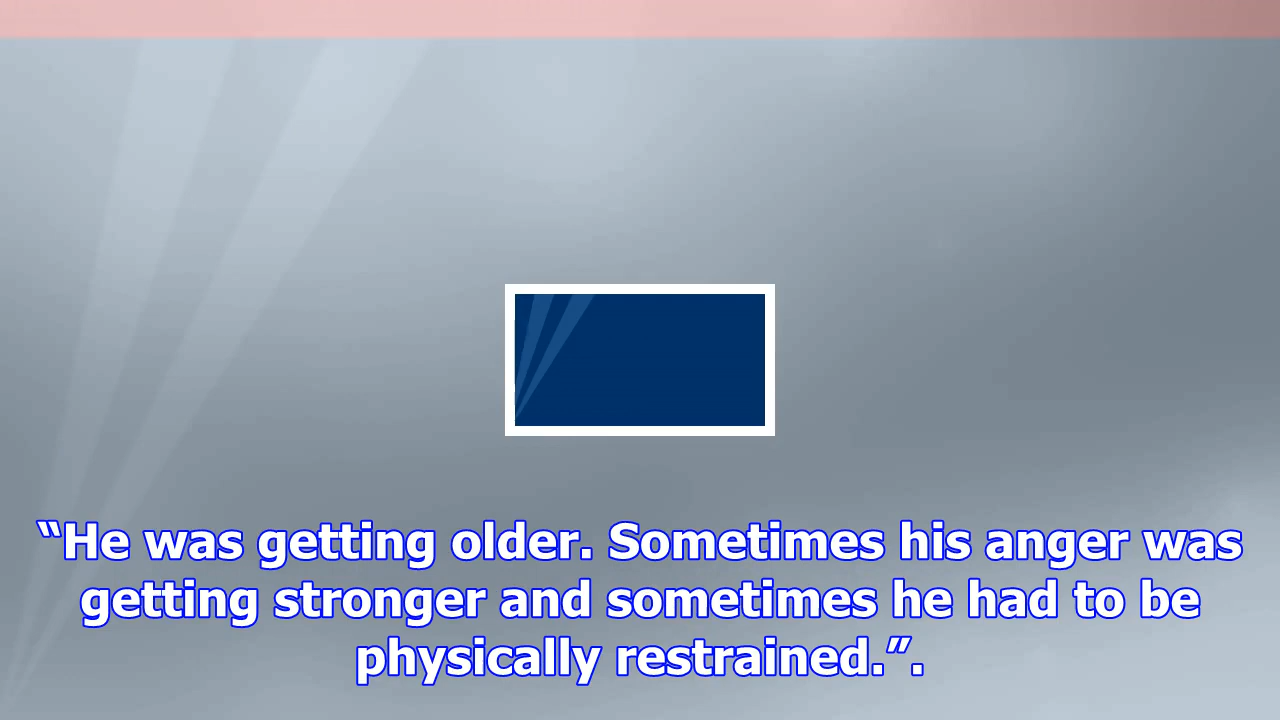 “He was getting older. Sometimes his anger was
getting stronger and sometimes he had to be
physically restrained.”.